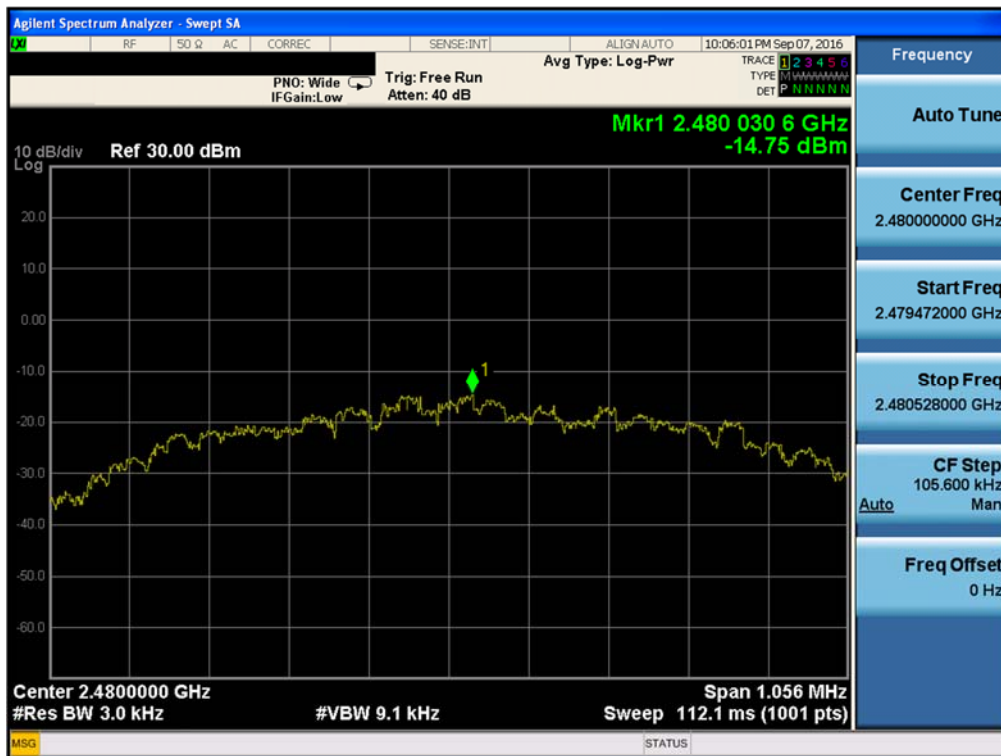 Agilent Spectrum Analyzer - Swept SA
LXI RF 50 Ω AC CORREC SENSE:INT ALIGN AUTO 10:06:01 PM Sep 07, 2016
Avg Type: Log-Pwr
TRACE 1 2 3 4 5 6
PNO: Wide Trig: Free Run
TYPE M
IFGain:Low Atten: 40 dB
DET P N N N N N
Frequency
Mkr1 2.480 030 6 GHz
-14.75 dBm
10 dB/div Ref 30.00 dBm
Log
20.0
10.0
0.00
-10.0
-20.0
-30.0
-40.0
-50.0
-60.0
1
Center 2.4800000 GHz Span 1.056 MHz
#Res BW 3.0 kHz #VBW 9.1 kHz Sweep 112.1 ms (1001 pts)
MSG STATUS
Auto Tune
Center Freq
2.480000000 GHz
Start Freq
2.479472000 GHz
Stop Freq
2.480528000 GHz
CF Step
105.600 kHz
Auto Man
Freq Offset
0 Hz